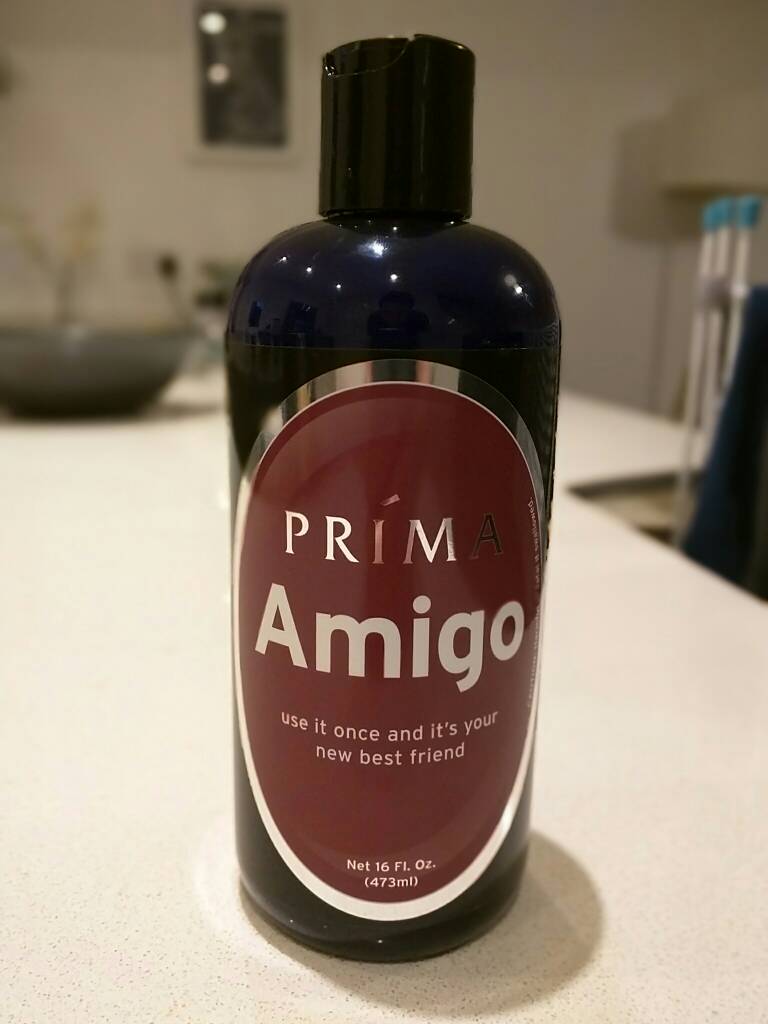 PRÍMA
Amigo
use it once and it's your
new best friend
Net 16 Fl. Oz.
(473ml)